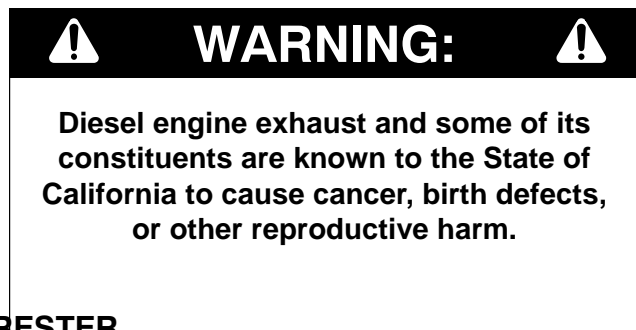 WARNING:
Diesel engine exhaust and some of its
constituents are known to the State of
California to cause cancer, birth defects,
or other reproductive harm.